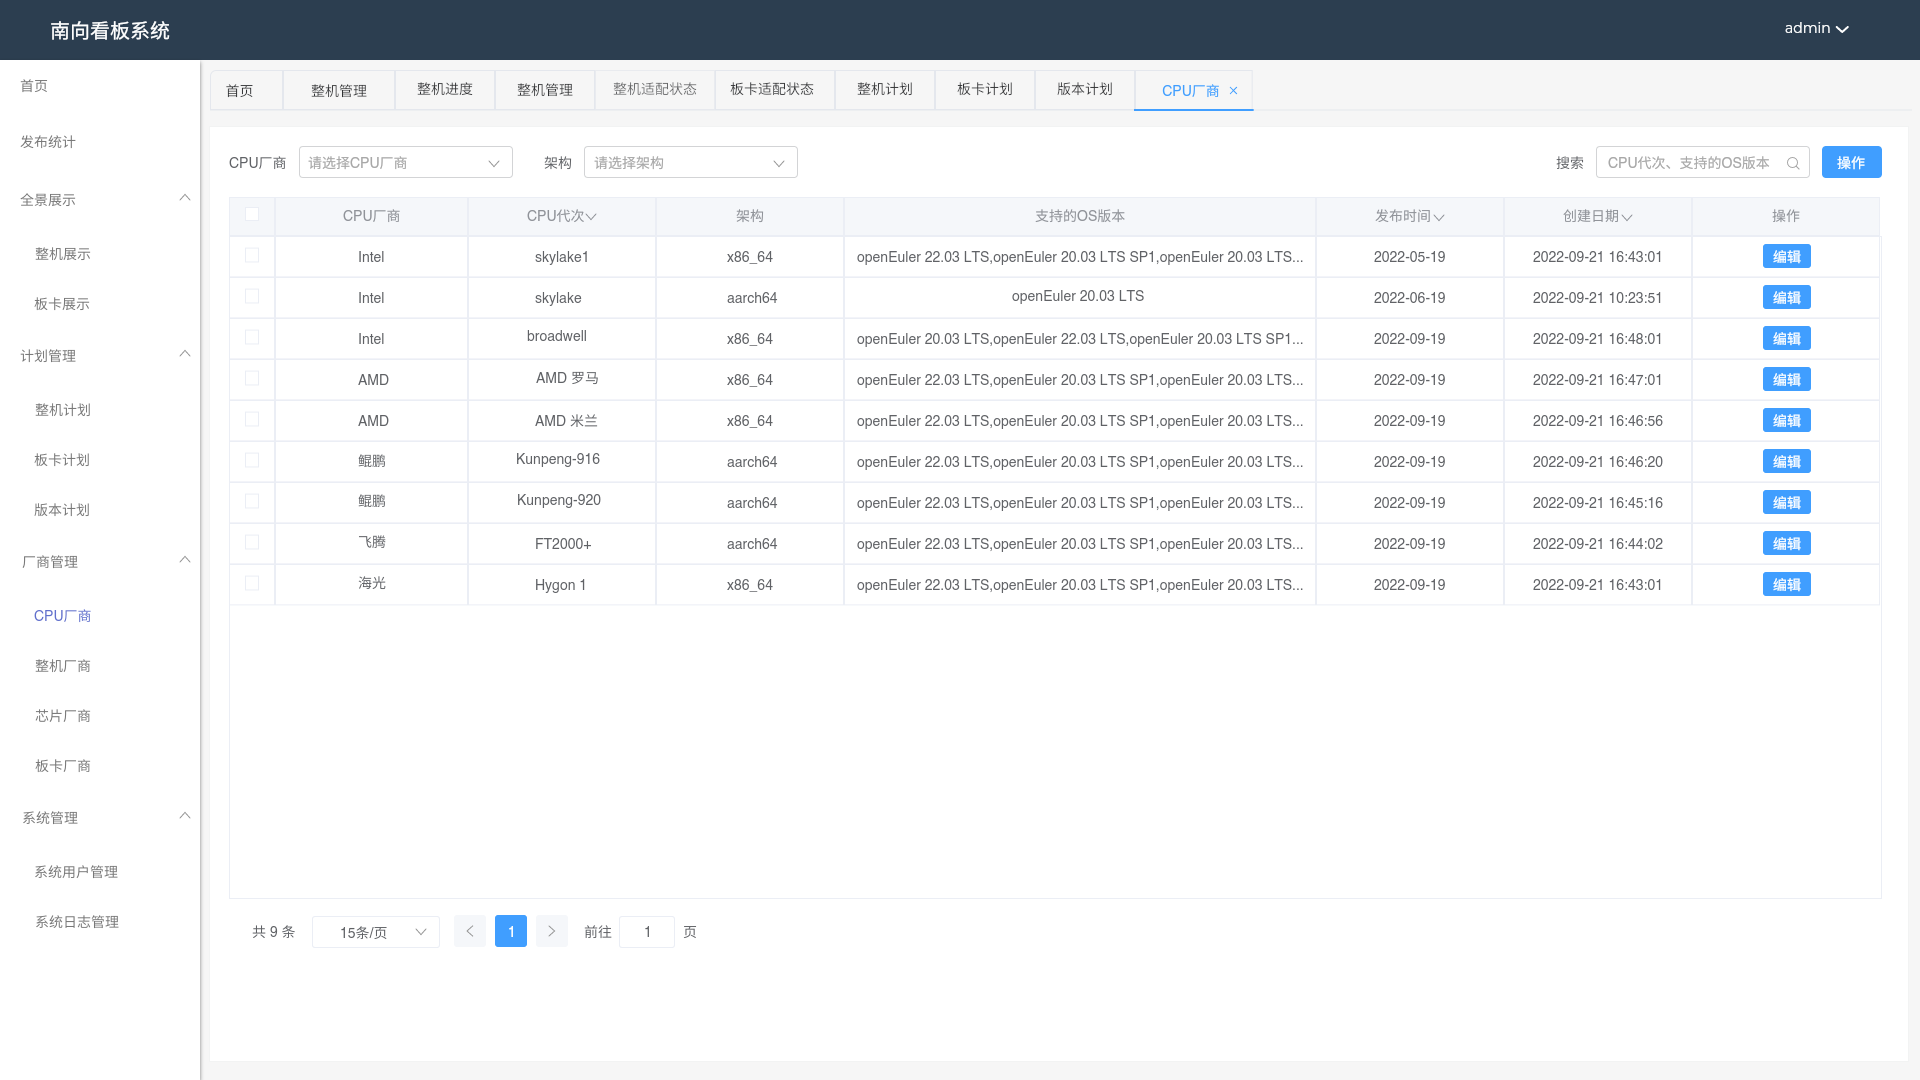 南向看板系统
admin
首页
发布统计
全景展示
整机展示
板卡展示
计划管理
整机计划
板卡计划
版本计划
厂商管理
CPU厂商
整机厂商
芯片厂商
板卡厂商
系统管理
系统用户管理
系统日志管理
首页 整机管理 整机进度 整机管理 整机适配状态 板卡适配状态 整机计划 板卡计划 版本计划 CPU厂商 ×
CPU厂商 请选择CPU厂商 架构 请选择架构 搜索 CPU代次、支持的OS版本 操作
CPU厂商 CPU代次 架构 支持的OS版本 发布时间 创建日期 操作
Intel skylake1 x86_64 openEuler 22.03 LTS,openEuler 20.03 LTS SP1,openEuler 20.03 LTS... 2022-05-19 2022-09-21 16:43:01 编辑
Intel skylake aarch64 openEuler 20.03 LTS 2022-06-19 2022-09-21 10:23:51 编辑
Intel broadwell x86_64 openEuler 20.03 LTS,openEuler 22.03 LTS,openEuler 20.03 LTS SP1... 2022-09-19 2022-09-21 16:48:01 编辑
AMD AMD 罗马 x86_64 openEuler 22.03 LTS,openEuler 20.03 LTS SP1,openEuler 20.03 LTS... 2022-09-19 2022-09-21 16:47:01 编辑
AMD AMD 米兰 x86_64 openEuler 22.03 LTS,openEuler 20.03 LTS SP1,openEuler 20.03 LTS... 2022-09-19 2022-09-21 16:46:56 编辑
鲲鹏 Kunpeng-916 aarch64 openEuler 22.03 LTS,openEuler 20.03 LTS SP1,openEuler 20.03 LTS... 2022-09-19 2022-09-21 16:46:20 编辑
鲲鹏 Kunpeng-920 aarch64 openEuler 22.03 LTS,openEuler 20.03 LTS SP1,openEuler 20.03 LTS... 2022-09-19 2022-09-21 16:45:16 编辑
飞腾 FT2000+ aarch64 openEuler 22.03 LTS,openEuler 20.03 LTS SP1,openEuler 20.03 LTS... 2022-09-19 2022-09-21 16:44:02 编辑
海光 Hygon 1 x86_64 openEuler 22.03 LTS,openEuler 20.03 LTS SP1,openEuler 20.03 LTS... 2022-09-19 2022-09-21 16:43:01 编辑
共 9 条 15条/页 1 前往 1 页